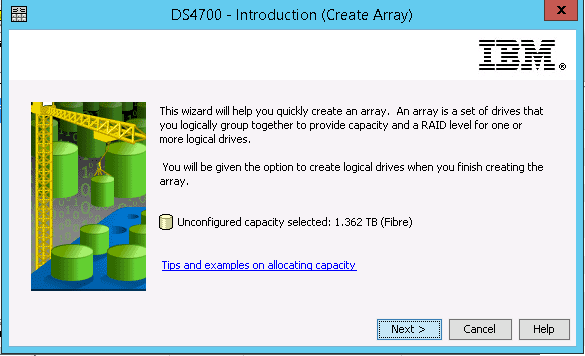 DS4700 - Introduction (Create Array)
x
IBM®
This wizard will help you quickly create an array. An array is a set of drives that
you logically group together to provide capacity and a RAID level for one or
more logical drives.
You will be given the option to create logical drives when you finish creating the
array.
Unconfigured capacity selected: 1.362 TB (Fibre)
Tips and examples on allocating capacity
Next >
Cancel
Help